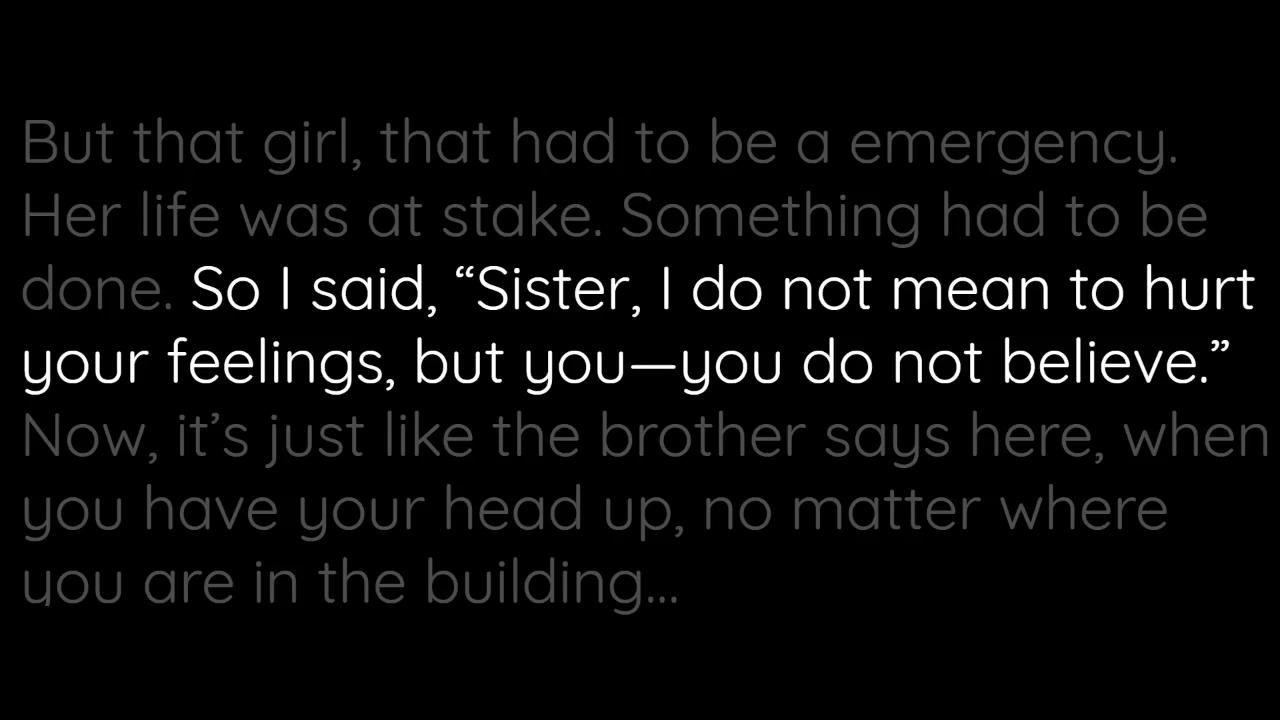 But that girl, that had to be a emergency.
Her life was at stake. Something had to be
done. So I said, “Sister, I do not mean to hurt
your feelings, but you—you do not believe.”
Now, it’s just like the brother says here, when
you have your head up, no matter where
you are in the building...